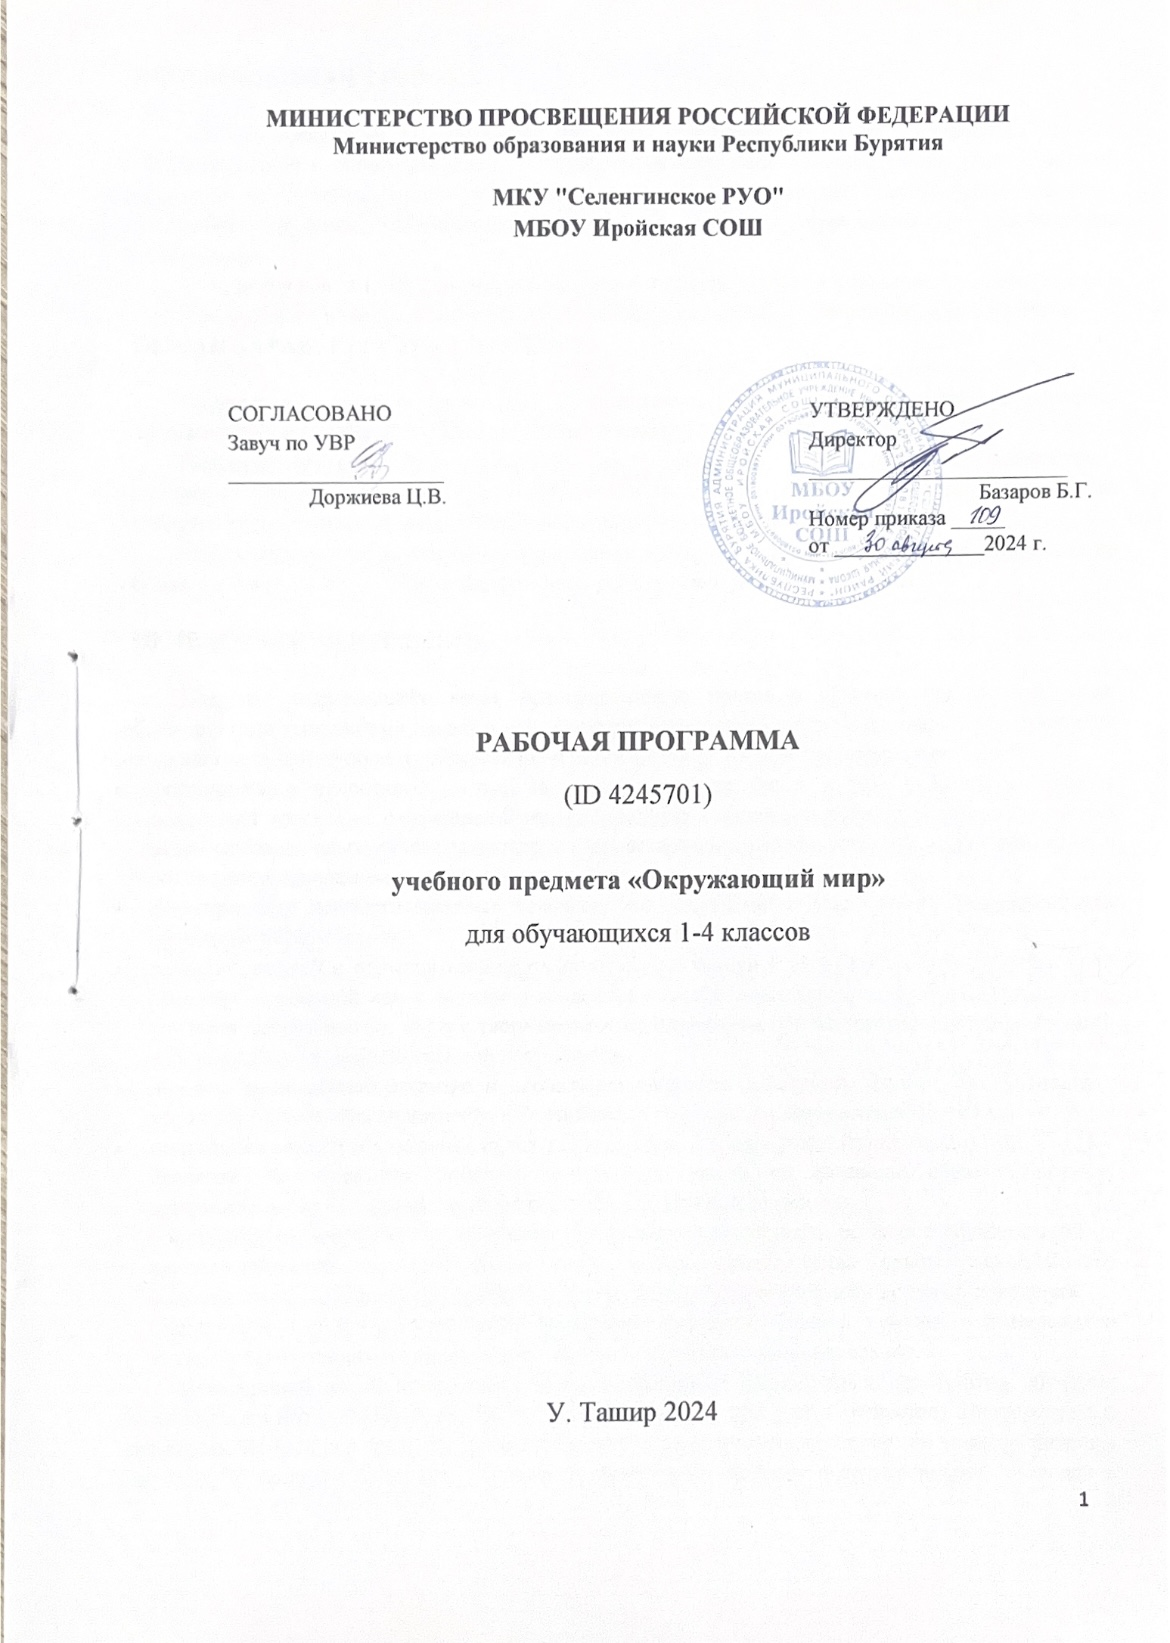 МИНИСТЕРСТВО ПРОСВЕЩЕНИЯ РОССИЙСКОЙ ФЕДЕРАЦИИ
Министерство образования и науки Республики Бурятия
МКУ "Селенгинское РУО"
МБОУ Иройская СОШ
СОГЛАСОВАНО
Завуч по УВР
Доржиева Ц.В.
УТВЕРЖДЕНО
Директор
Базаров Б.Г.
Номер приказа 109
от 30 августа 2024 г.
МБОУ
Иройская
СОШ
РАБОЧАЯ ПРОГРАММА
(ID 4245701)
учебного предмета «Окружающий мир»
для обучающихся 1-4 классов
У. Ташир 2024
1